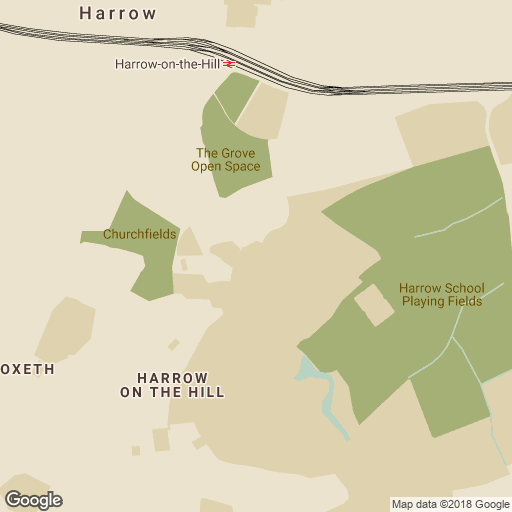 Harrow
Harrow-on-the-Hill
The Grove
Open Space
Churchfields
Harrow School
Playing Fields
OXETH
HARROW
ON THE HILL
Google
Google
Map data ©2018 Google